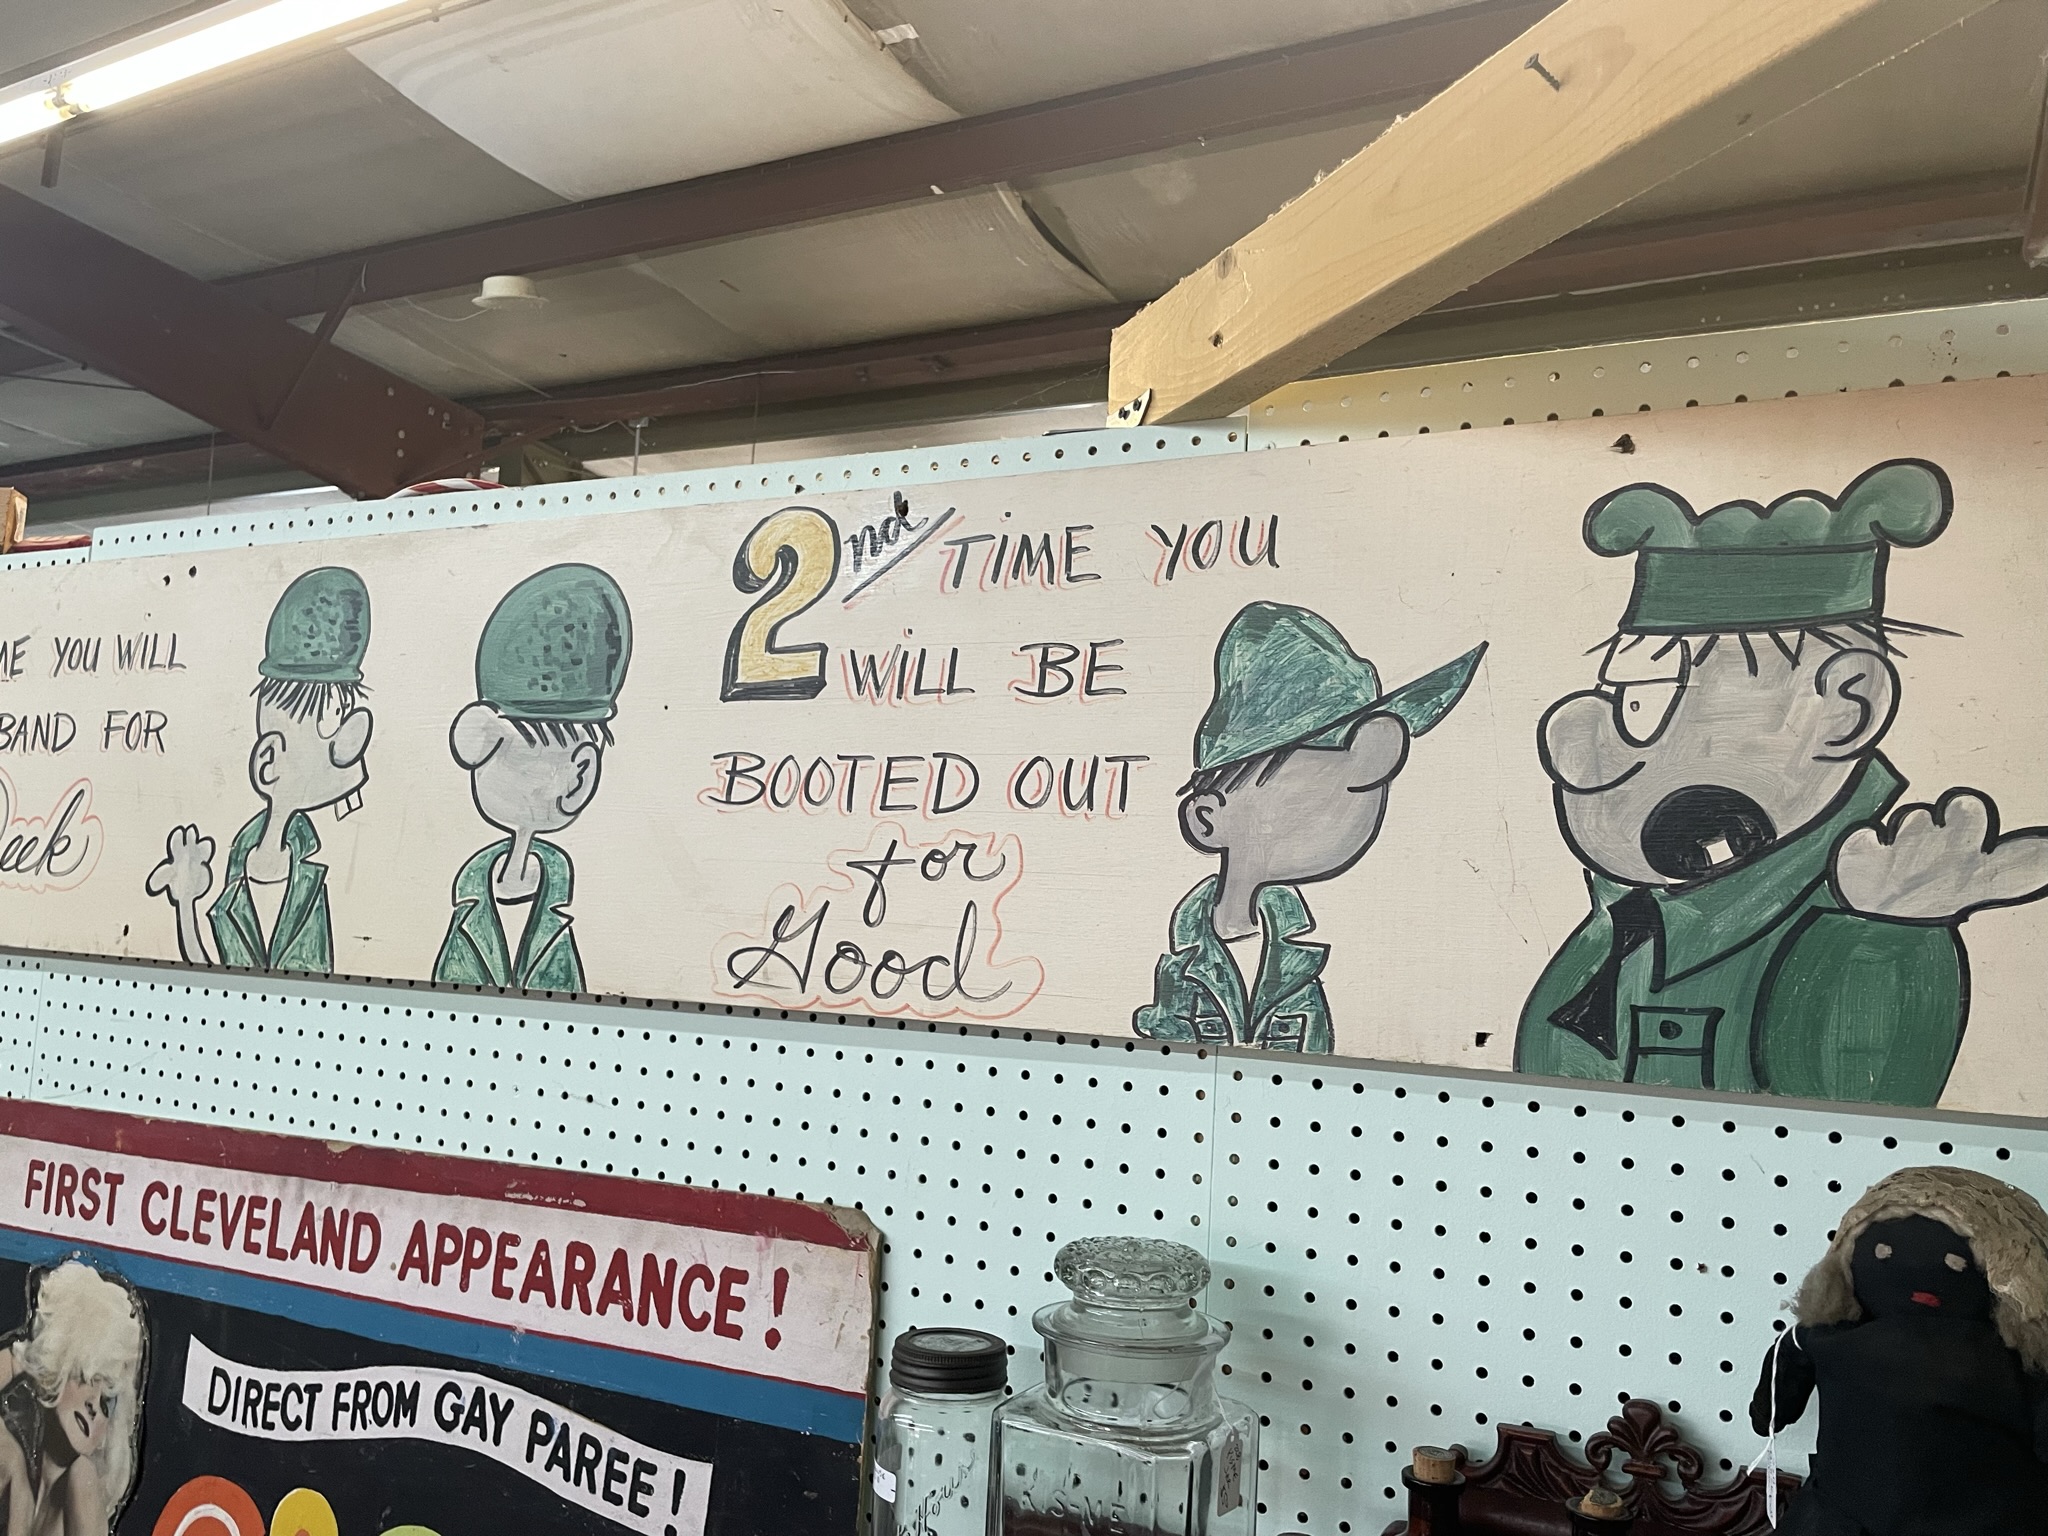 YOU WILL
BAND FOR
2nd TIME YOU
WILL BE
BOOTED OUT
for
Good
FIRST CLEVELAND APPEARANCE!
DIRECT FROM GAY PAREE!